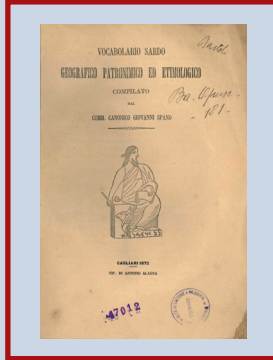 VOCABOLARIO SARDO
GEOGRAFICO PATRONIMICO ED ETIMOLOGICO
COMPILATO
DAL
COMM. CANONICO GIOVANNI SPANO
CAGLIARI 1872
TIP. DI ANTONIO ALAGNA
47012